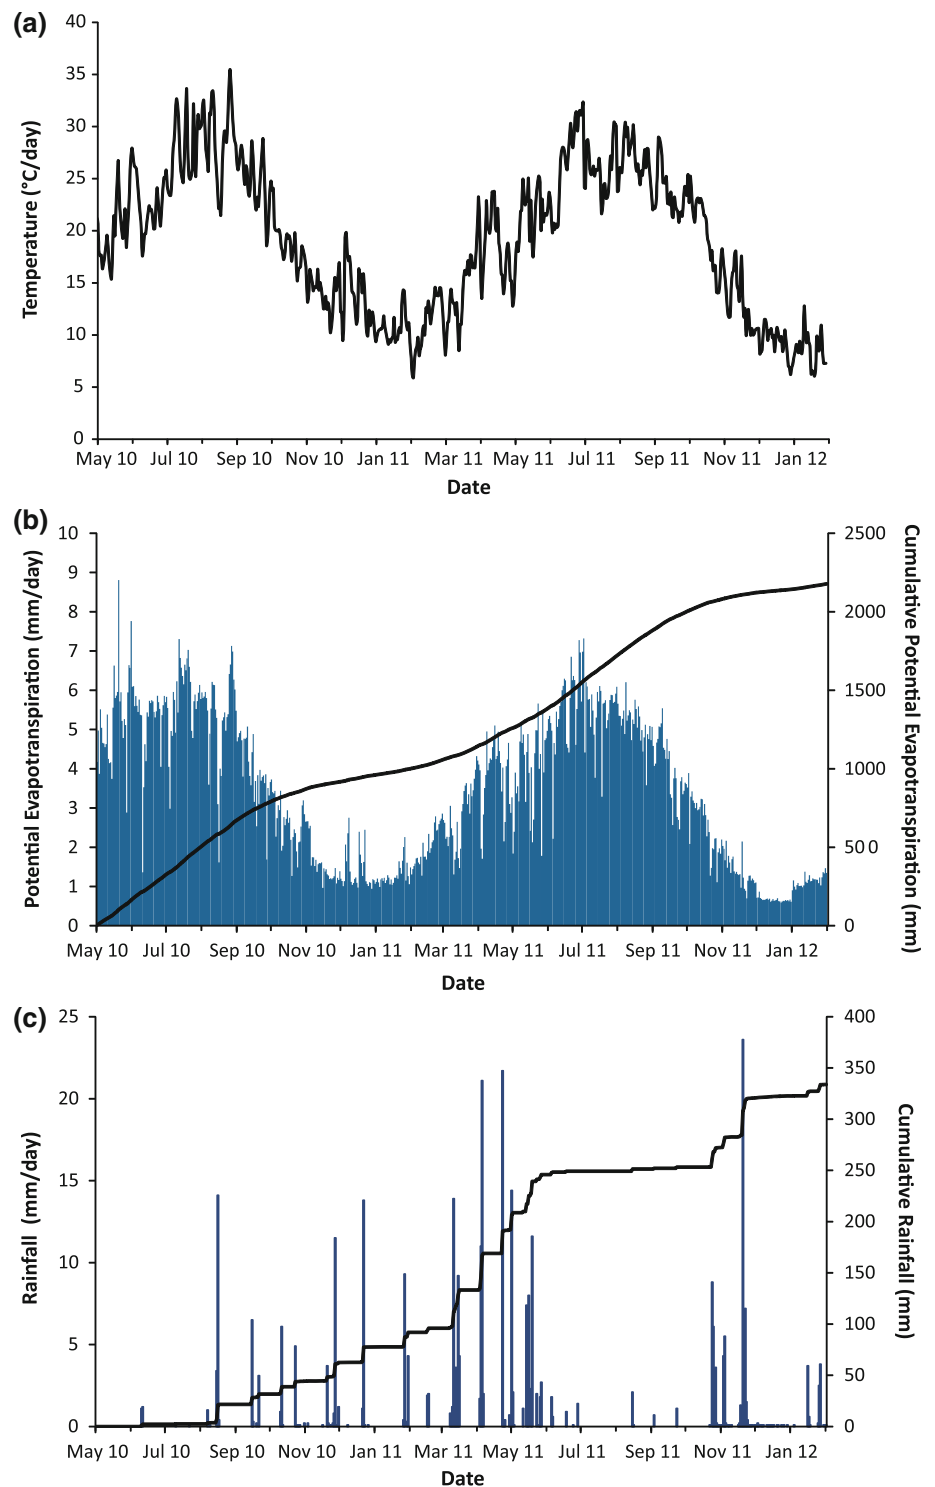 (a)
40
35
30
25
20
15
10
5
0
Temperature (°C/day)
May 10 Jul 10 Sep 10 Nov 10 Jan 11 Mar 11 May 11 Jul 11 Sep 11 Nov 11 Jan 12
Date
(b)
10
9
8
7
6
5
4
3
2
1
0
Potential Evapotranspiration (mm/day)
2500
2000
1500
1000
50 0
0
Cumulative Potential Evapotranspiration (mm)
May 10 Jul 10 Sep 10 Nov 10 Jan 11 Mar 11 May 11 Jul 11 Sep 11 Nov 11 Jan 12
Date
(c)
25
20
15
10
5
0
Rainfall (mm/day)
400
350
300
250
200
150
100
50
0
Cumulative Rainfall (mm)
May 10 Jul 10 Sep 10 Nov 10 Jan 11 Mar 11 May 11 Jul 11 Sep 11 Nov 11 Jan 12
Date